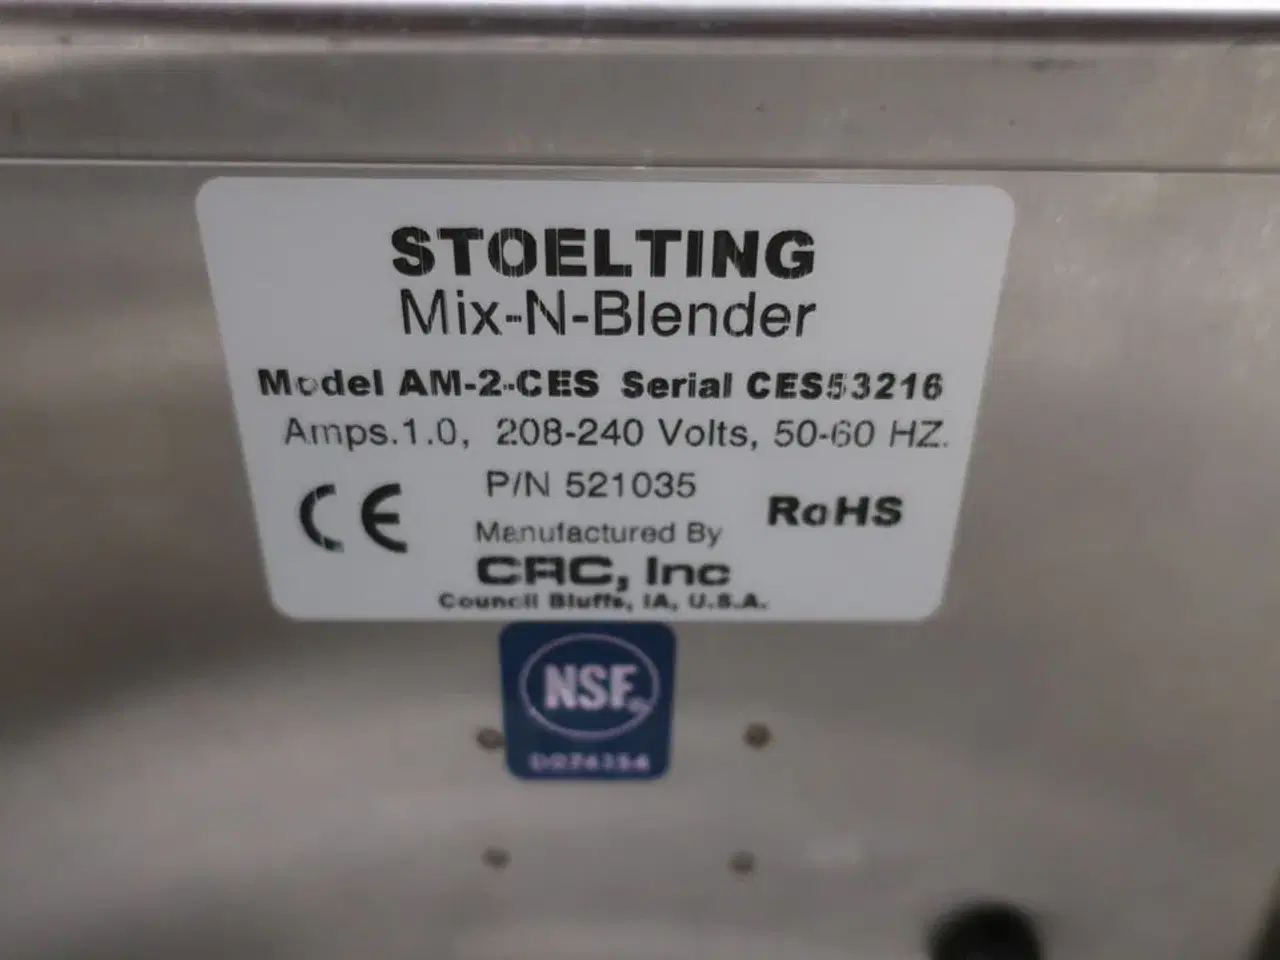 STOELTING
Mix-N-Blender
Model AM-2-CES Serial CES53216
Amps.1.0, 208-240 Volts, 50-60 HZ.
P/N 521035
CE
RoHS
Manufactured By
CRC, Inc
Council Bluffs, IA, U.S.A.
NSF